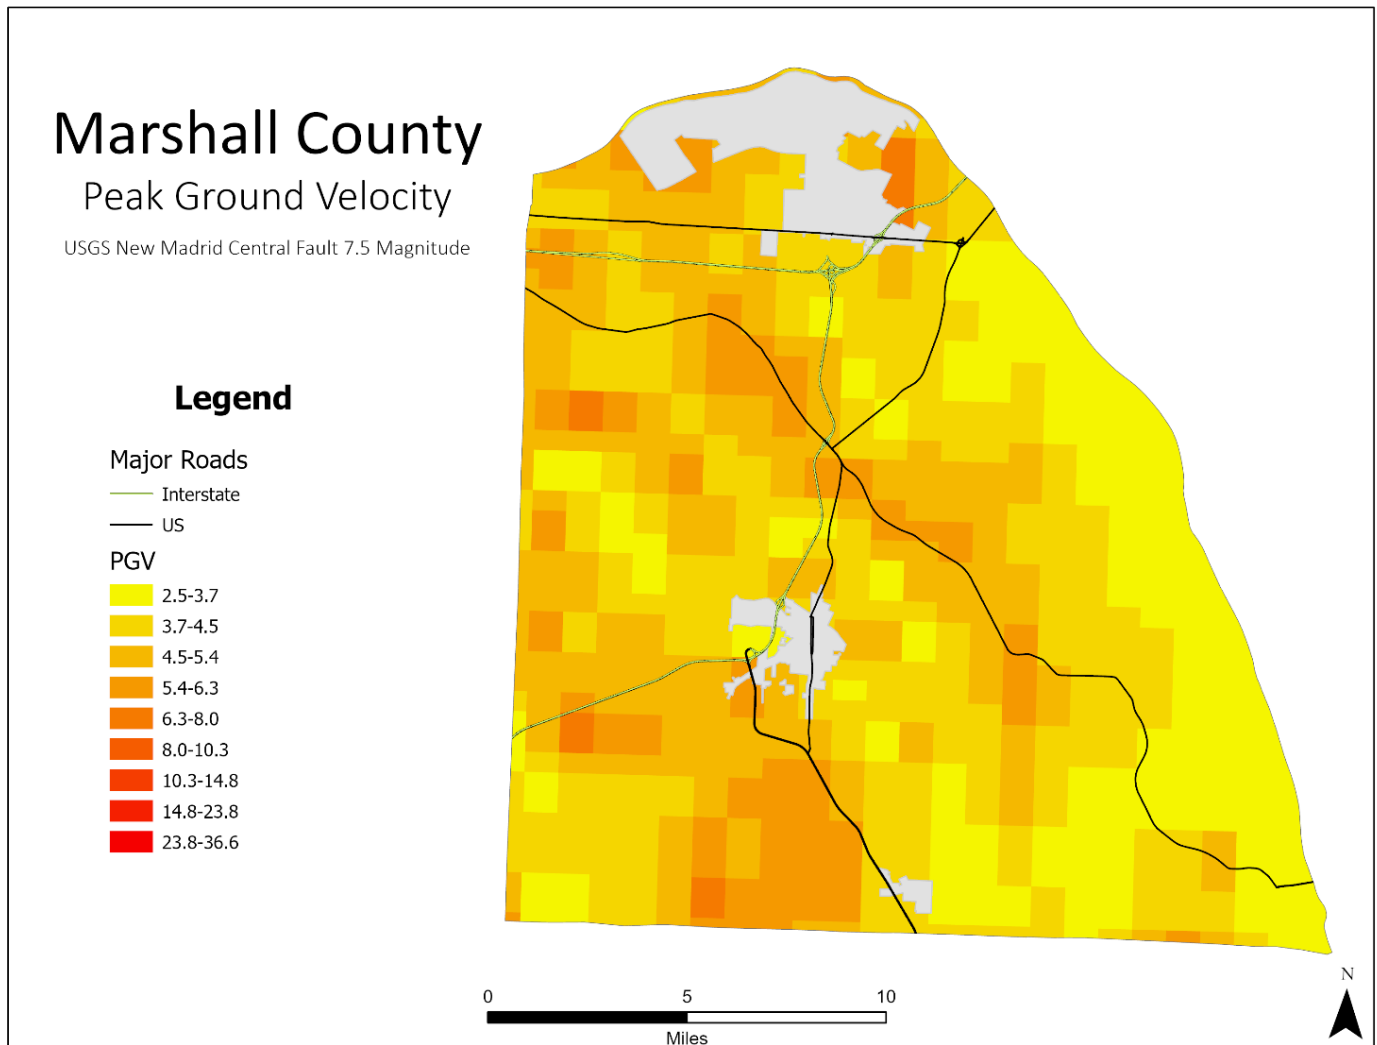 Marshall County
Peak Ground Velocity
USGS New Madrid Central Fault 7.5 Magnitude
Legend
Major Roads
Interstate
US
PGV
2.5-3.7
3.7-4.5
4.5-5.4
5.4-6.3
6.3-8.0
8.0-10.3
10.3-14.8
14.8-23.8
23.8-36.6
0 5 10
Miles
N